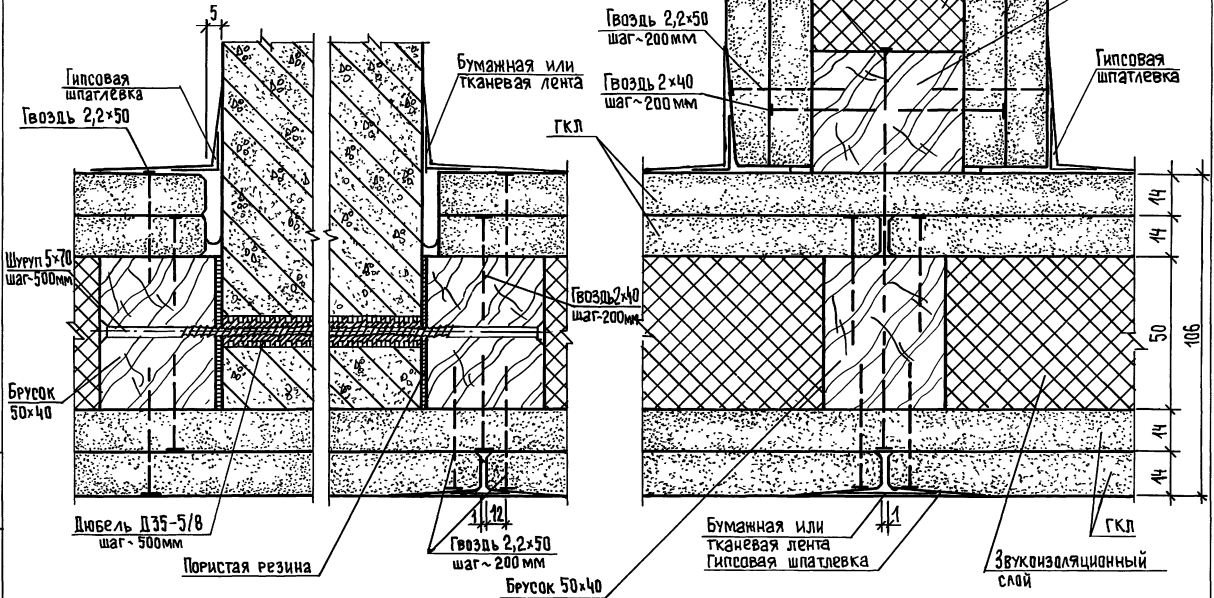 5
Гвоздь 2,2×50
шаг~200мм
Гипсовая
шпатлевка
Бумажная или
тканевая лента
Гипсовая
шпатлевка
Гвоздь 2×40
шаг~200мм
Гвоздь 2,2×50
ГКЛ
14
14
Шуруп 5×70
шаг~500мм
Гвоздь 2×40
шаг~200мм
50
106
Брусок
50×40
14
14
1
12
1
Дюбель Д35-5/8
шаг~500мм
Гвоздь 2,2×50
шаг~200мм
Бумажная или
тканевая лента
Гипсовая шпатлевка
ГКЛ
Пористая резина
Звукоизоляционный
слой
Брусок 50×40